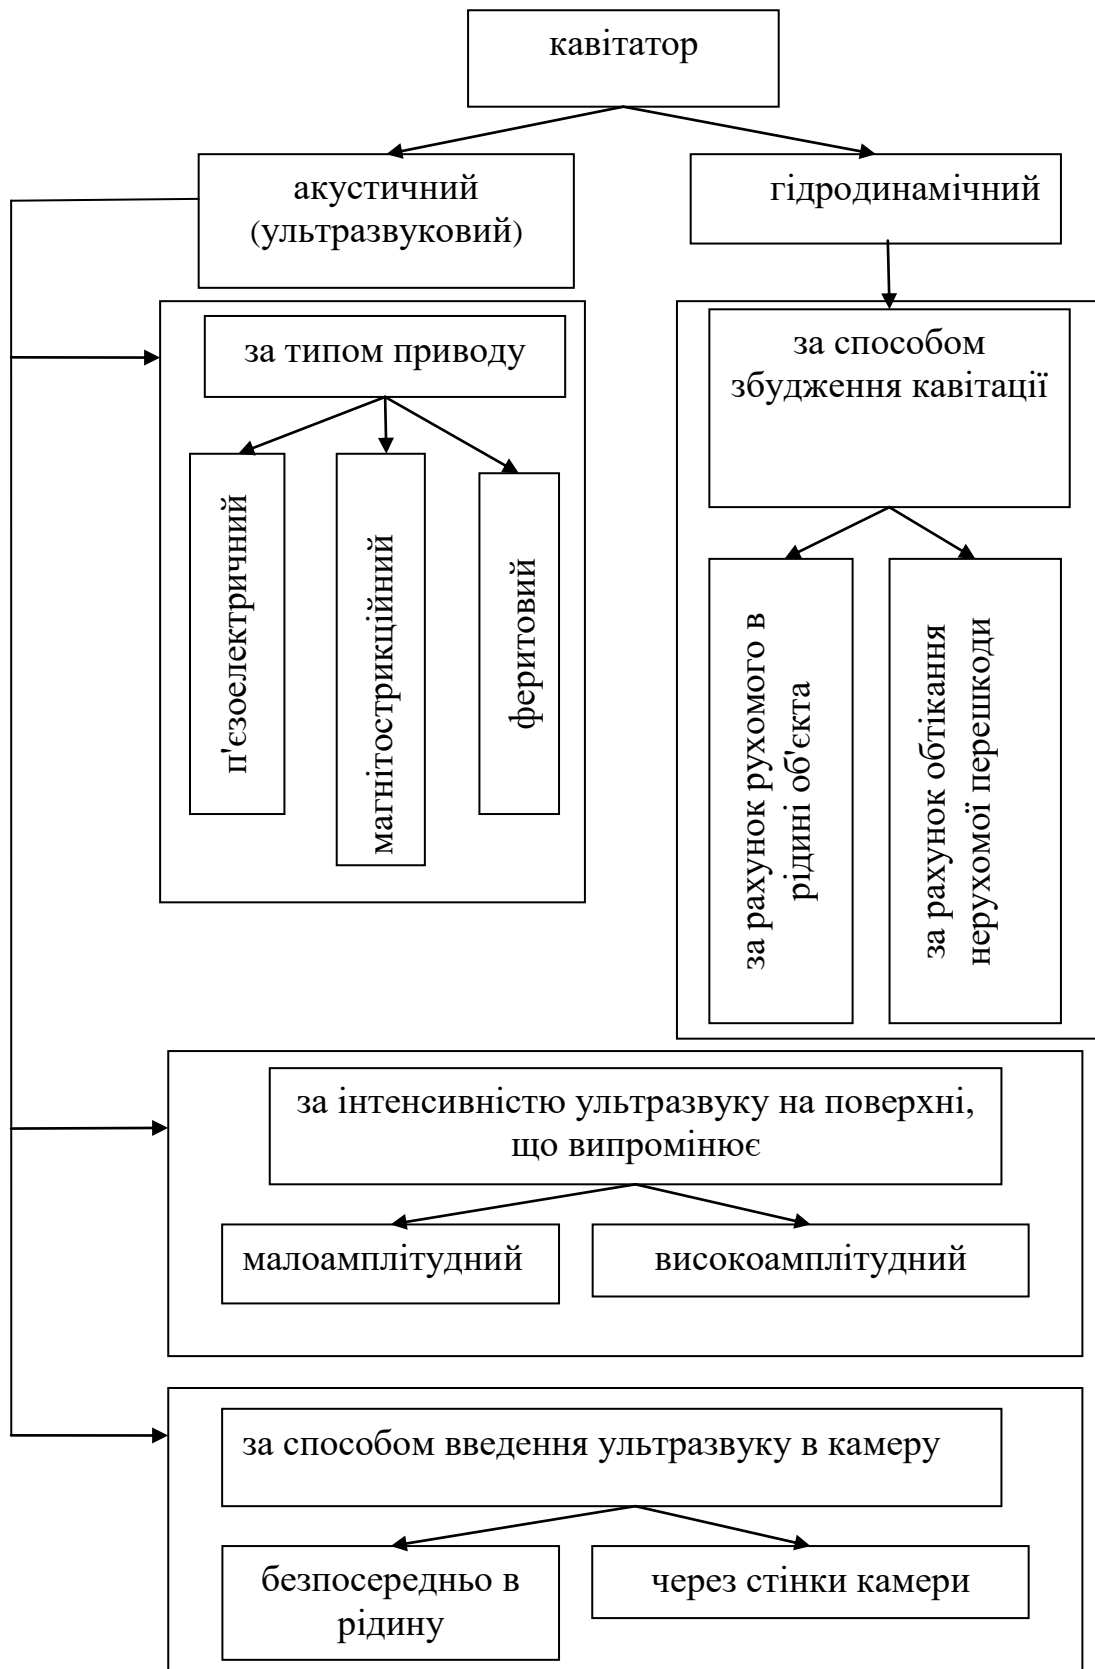 кавітатор
акустичний
(ультразвуковий)
гідродинамічний
за типом приводу
п'єзоелектричний
магнітострикційний
феритовий
за способом
збудження кавітації
за рахунок рухомого в
рідині об'єкта
за рахунок обтікання
нерухомої перешкоди
за інтенсивністю ультразвуку на поверхні,
що випромінює
малоамплітудний
високоамплітудний
за способом введення ультразвуку в камеру
безпосередньо в
рідину
через стінки камери